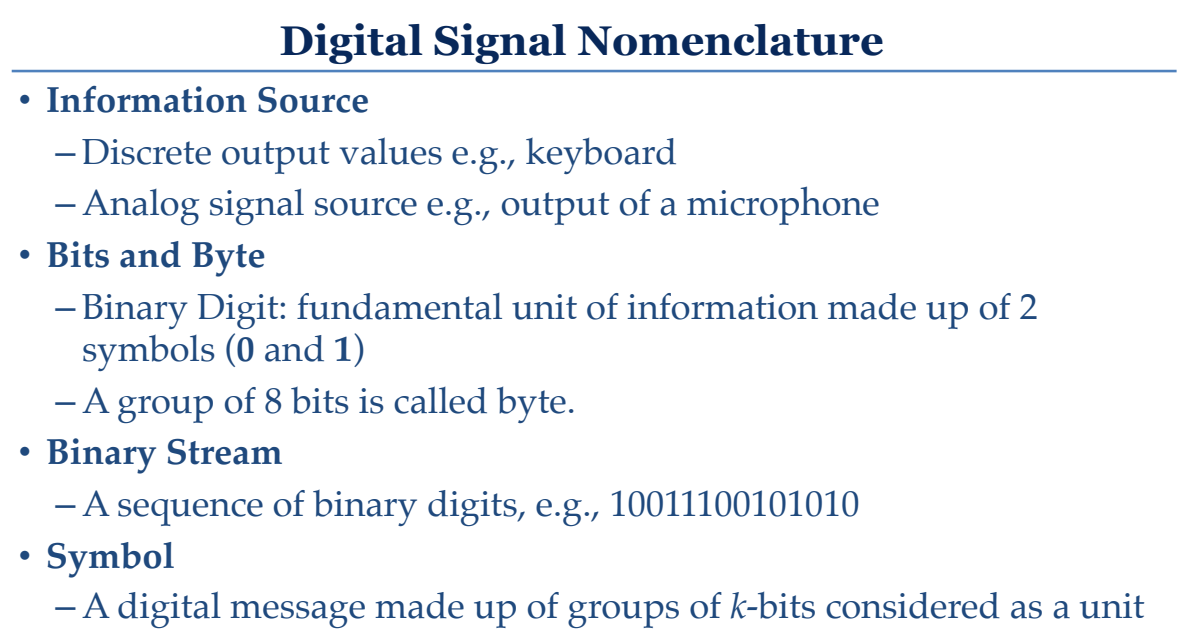 Digital Signal Nomenclature
• Information Source
– Discrete output values e.g., keyboard
– Analog signal source e.g., output of a microphone
• Bits and Byte
– Binary Digit: fundamental unit of information made up of 2
symbols (0 and 1)
– A group of 8 bits is called byte.
• Binary Stream
– A sequence of binary digits, e.g., 10011100101010
• Symbol
– A digital message made up of groups of k-bits considered as a unit